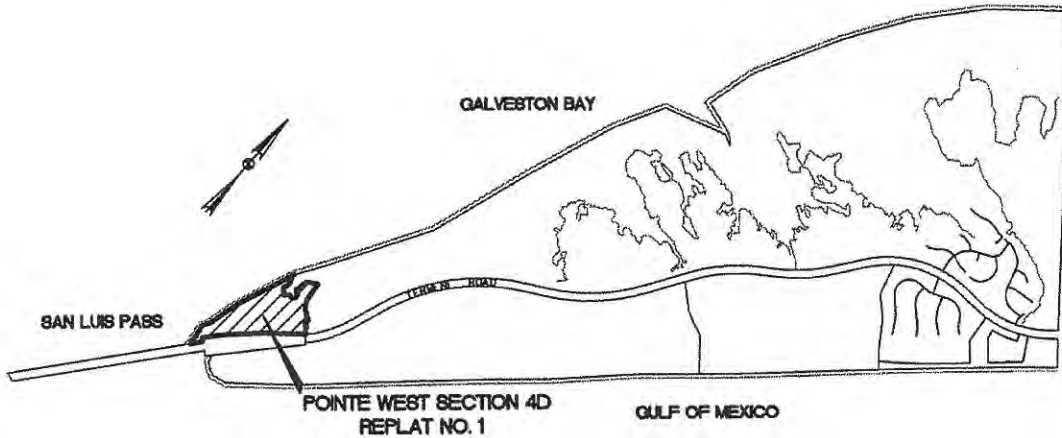 GALVESTON BAY
TERMINI ROAD
SAN LUIS PASS
POINTE WEST SECTION 4D
REPLAT NO. 1
GULF OF MEXICO